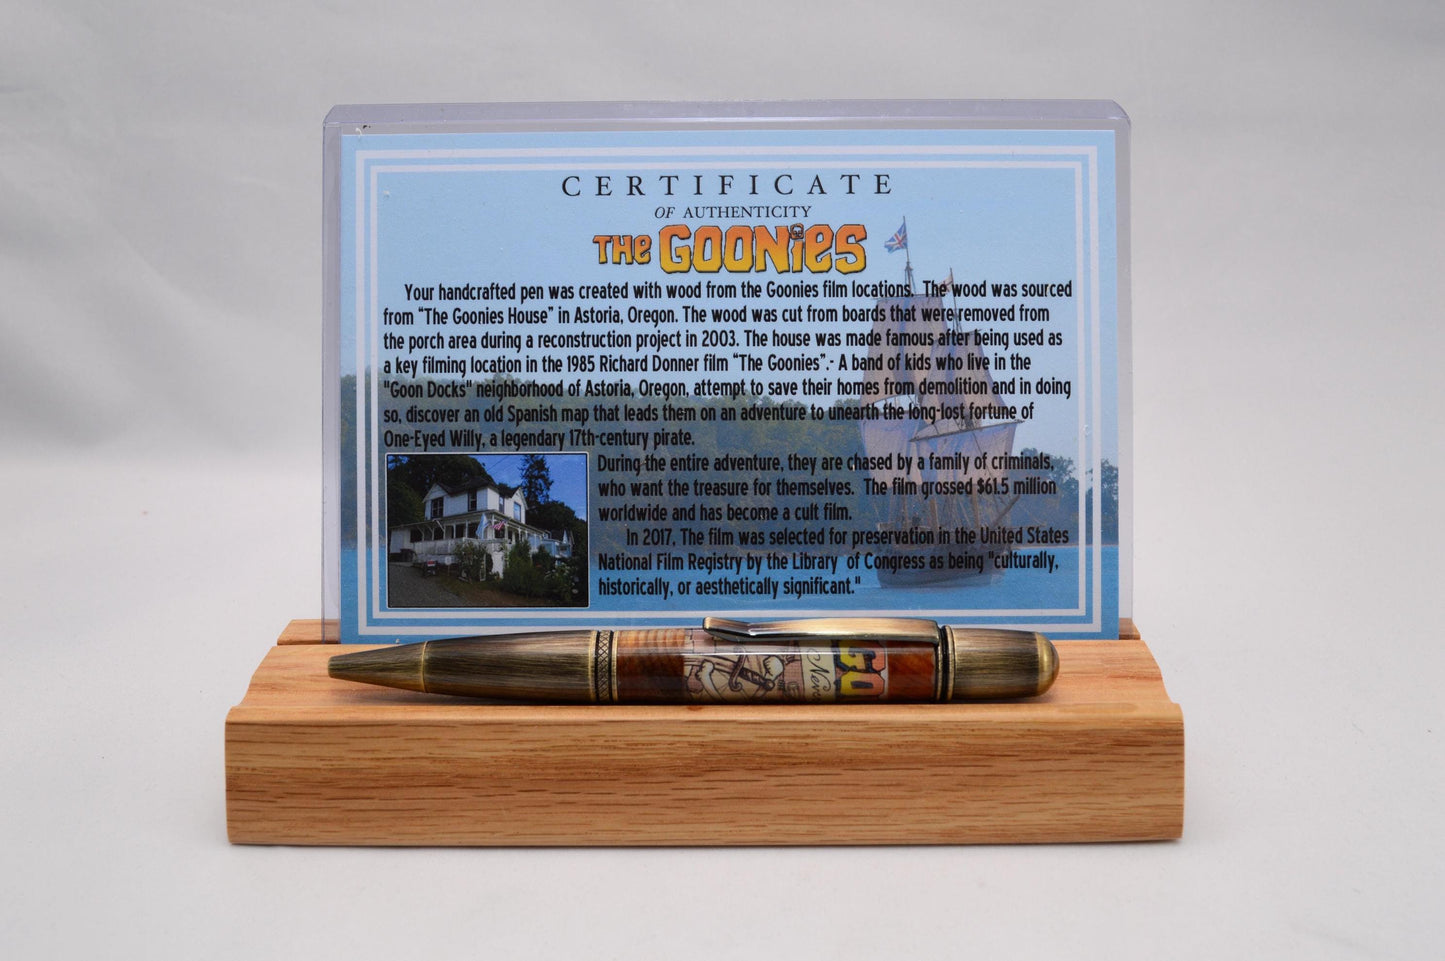 CERTIFICATE
OF AUTHENTICITY
THE GOONIES
Your handcrafted pen was created with wood from the Goonies film locations. The wood was sourced
from “The Goonies House” in Astoria, Oregon. The wood was cut from boards that were removed from
the porch area during a reconstruction project in 2003. The house was made famous after being used as
a key filming location in the 1985 Richard Donner film “The Goonies”.- A band of kids who live in the
"Goon Docks" neighborhood of Astoria, Oregon, attempt to save their homes from demolition and in doing
so, discover an old Spanish map that leads them on an adventure to unearth the long-lost fortune of
One-Eyed Willy, a legendary 17th-century pirate.
During the entire adventure, they are chased by a family of criminals,
who want the treasure for themselves. The film grossed $61.5 million
worldwide and has become a cult film.
In 2017, The film was selected for preservation in the United States
National Film Registry by the Library of Congress as being "culturally,
historically, or aesthetically significant."
Never
GO